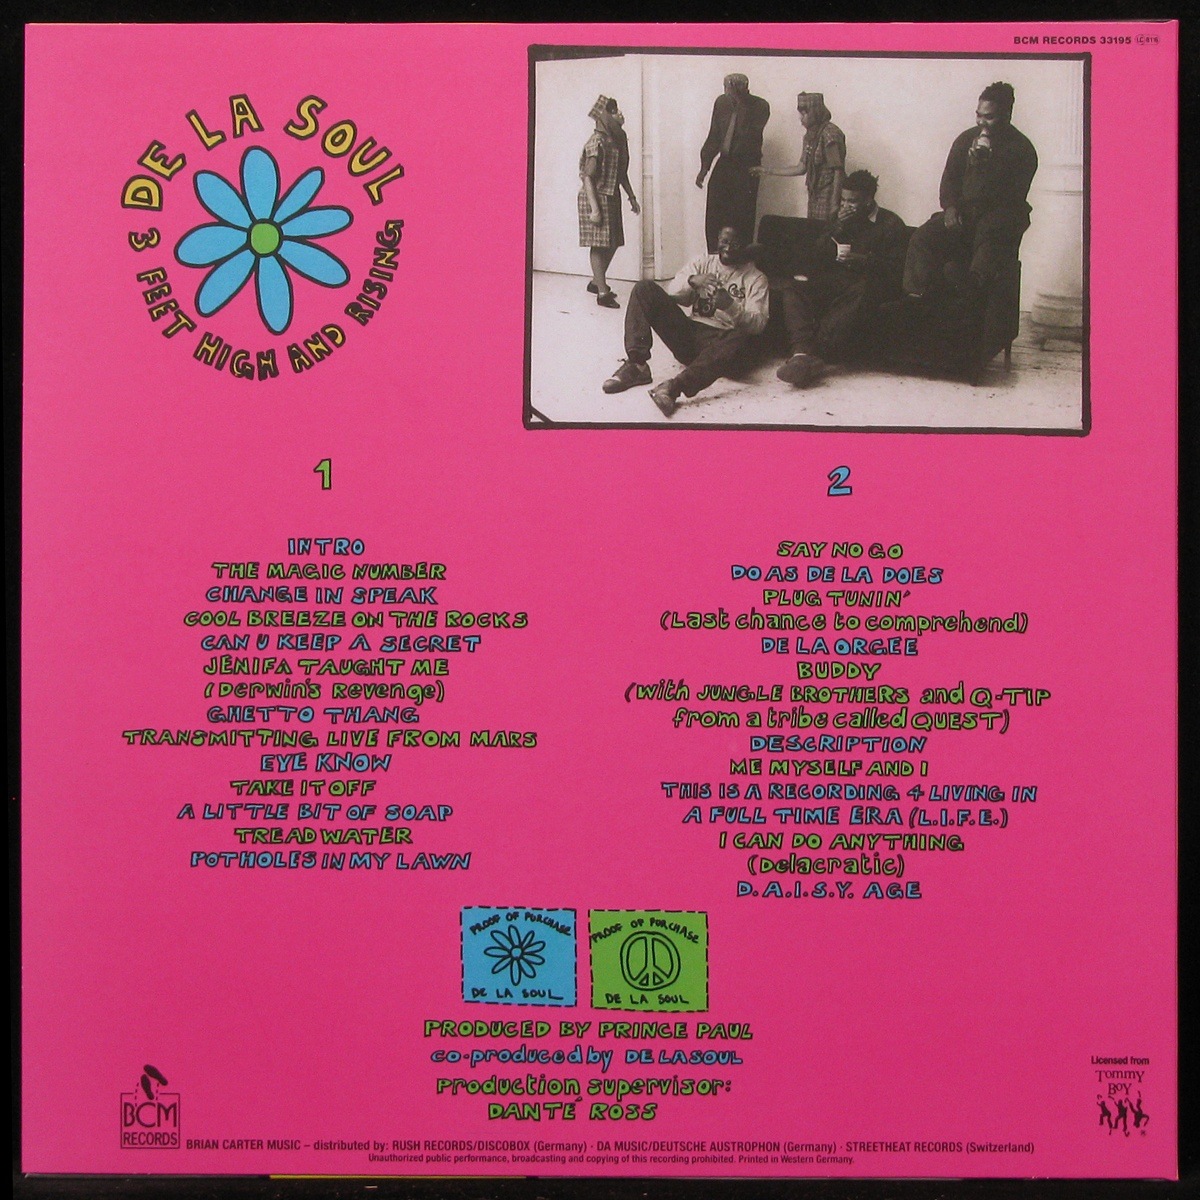 BCM RECORDS 33195 LC 8116
DE LA SOUL
3 FEET HIGH AND RISING
1
INTRO
THE MAGIC NUMBER
CHANGE IN SPEAK
COOL BREEZE ON THE ROCKS
CAN U KEEP A SECRET
JENIFA TAUGHT ME
(Derwin's Revenge)
GHETTO THANG
TRANSMITTING LIVE FROM MARS
EYE KNOW
TAKE IT OFF
A LITTLE BIT OF SOAP
TREAD WATER
POTHOLES IN MY LAWN
2
SAY NO GO
DO AS DE LA DOES
PLUG TUNIN'
(Last chance to comprehend)
DE LA ORGEE
BUDDY
(with JUNGLE BROTHERS and Q-TIP
from a tribe called QUEST)
DESCRIPTION
ME MYSELF AND I
THIS IS A RECORDING 4 LIVING IN
A FULL TIME ERA (L.I.F.E.)
I CAN DO ANYTHING
(Delacratic)
D.A.I.S.Y. AGE
PROOF OF PURCHASE
DE LA SOUL
PROOF OF PURCHASE
DE LA SOUL
PRODUCED BY PRINCE PAUL
co-produced by DE LA SOUL
Production supervisor:
DANTÉ ROSS
BCM
RECORDS
Licensed from
Tommy
Boy
BRIAN CARTER MUSIC – distributed by: RUSH RECORDS/DISCOBOX (Germany) · DA MUSIC/DEUTSCHE AUSTROPHON (Germany) · STREETHEAT RECORDS (Switzerland)
Unauthorized public performance, broadcasting and copying of this recording prohibited. Printed in Western Germany.